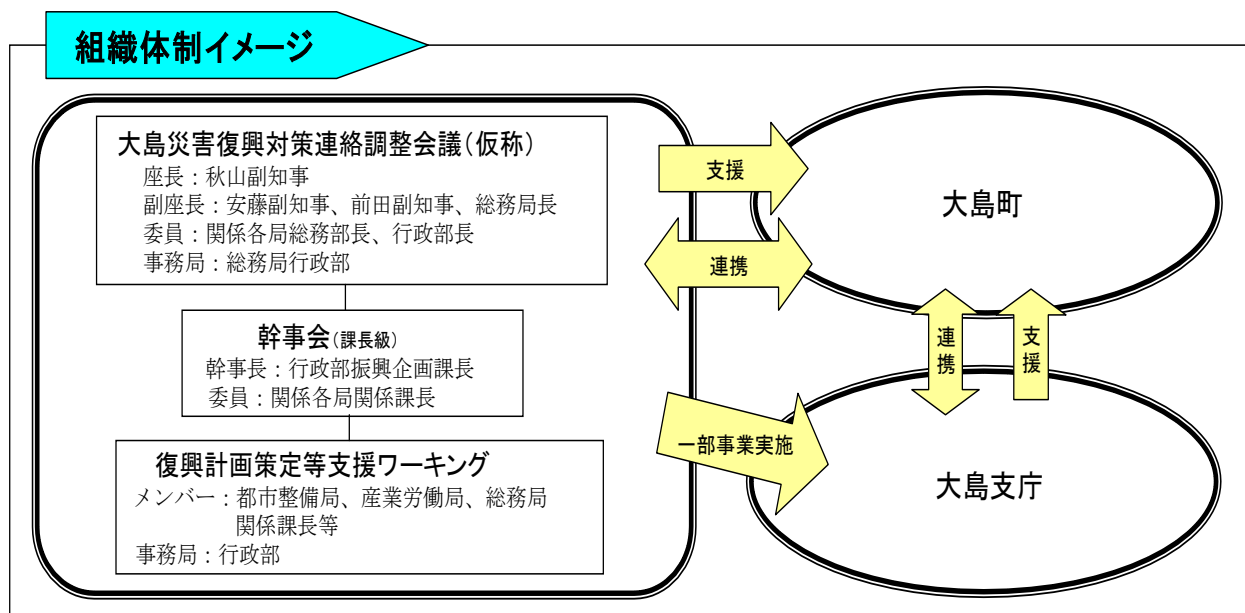 組織体制イメージ
大島災害復興対策連絡調整会議（仮称）
座長：秋山副知事
副座長：安藤副知事、前田副知事、総務局長
委員：関係各局総務部長、行政部長
事務局：総務局行政部
幹事会(課長級)
幹事長：行政部振興企画課長
委員：関係各局関係課長
復興計画策定等支援ワーキング
メンバー：都市整備局、産業労働局、総務局
関係課長等
事務局：行政部
支援
連携
一部事業実施
大島町
連携
支援
大島支庁